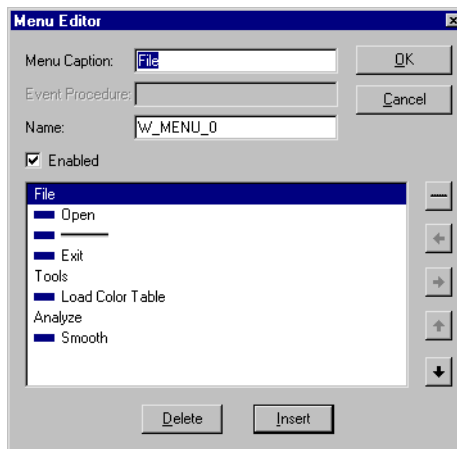 Menu Editor
Menu Caption: File
OK
Event Procedure:
Cancel
Name: W_MENU_0
Enabled
File
Open
Exit
Tools
Load Color Table
Analyze
Smooth
Delete Insert